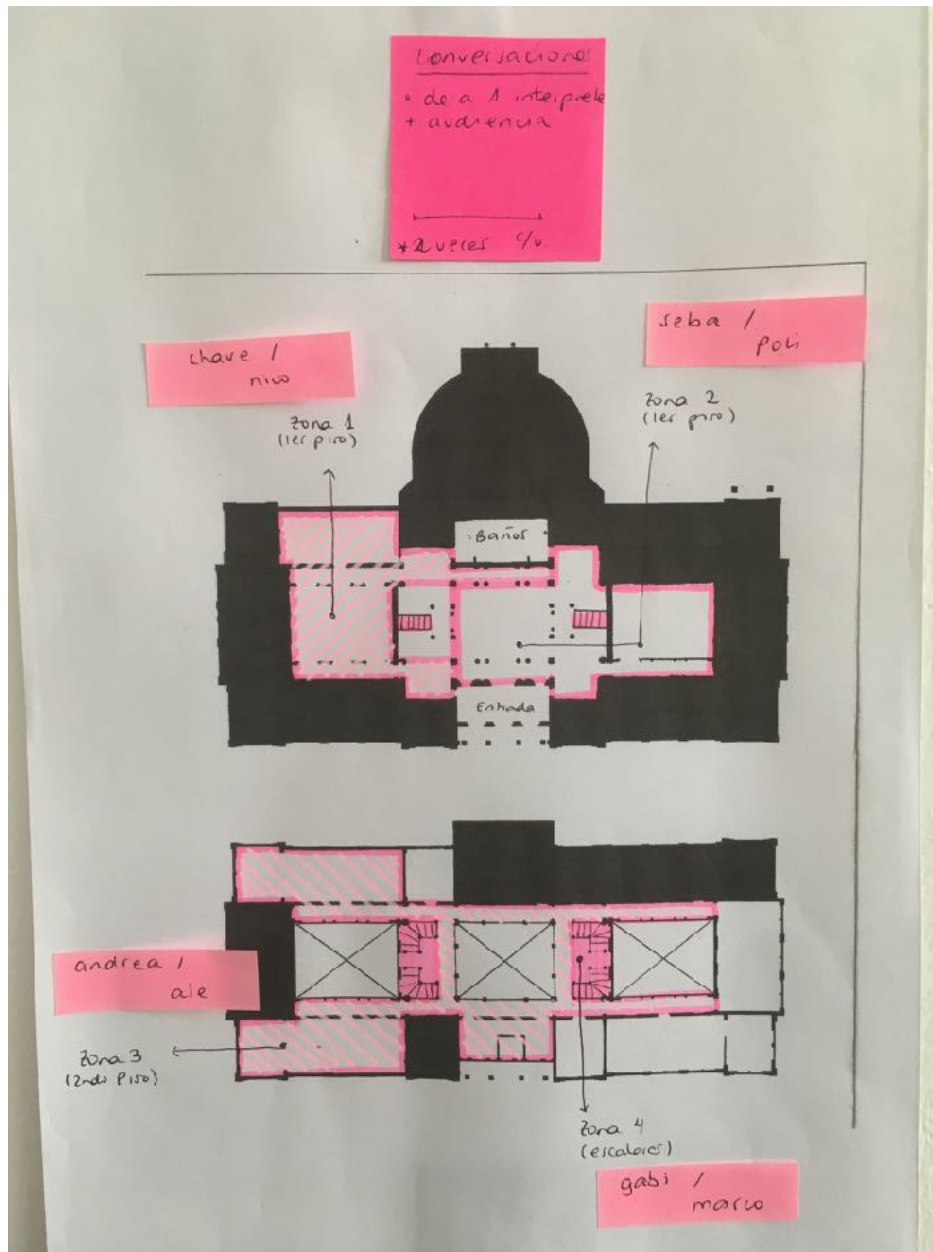 conversaciones
• de a 1 interprete
+ audiencia
*2 veces c/u
chave /
nico
seba /
poli
Zona 1
(1er piso)
Zona 2
(1er piso)
Baños
Entrada
andrea /
ale
Zona 3
(2ndo Piso)
Zona 4
(escaleras)
gabi /
marco